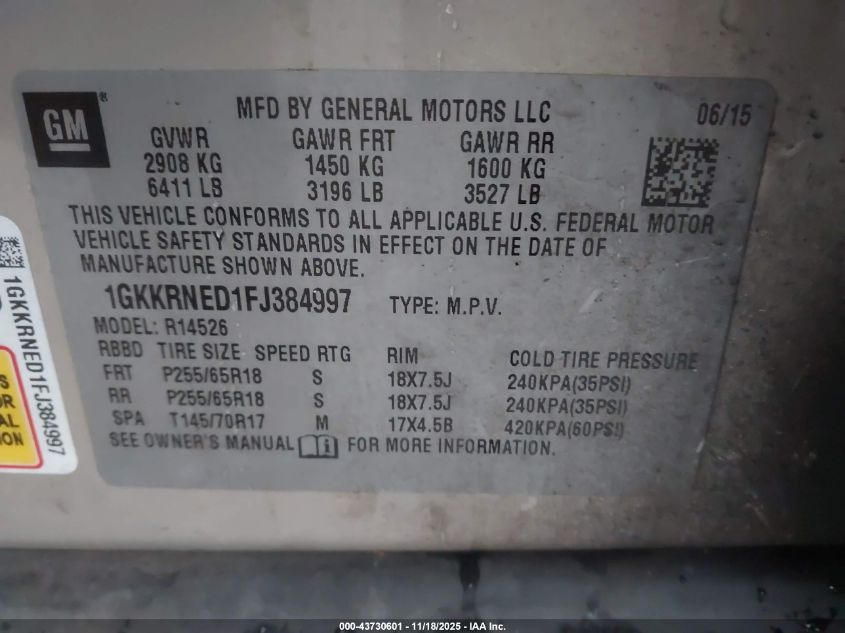 GM
®
MFD BY GENERAL MOTORS LLC
06/15
GVWR GAWR FRT GAWR RR
2908 KG 1450 KG 1600 KG
6411 LB 3196 LB 3527 LB
THIS VEHICLE CONFORMS TO ALL APPLICABLE U.S. FEDERAL MOTOR
VEHICLE SAFETY STANDARDS IN EFFECT ON THE DATE OF
MANUFACTURE SHOWN ABOVE.
1GKKRNED1FJ384997 TYPE: M.P.V.
MODEL: R14526
RBBD TIRE SIZE SPEED RTG RIM COLD TIRE PRESSURE
FRT P255/65R18 S 18X7.5J 240KPA(35PSI)
RR P255/65R18 S 18X7.5J 240KPA(35PSI)
SPA T145/70R17 M 17X4.5B 420KPA(60PSI)
SEE OWNER'S MANUAL i FOR MORE INFORMATION.
1GKKRNED1FJ384997
S
OR
AL
ION
000-43730601 - 11/18/2025 - IAA Inc.